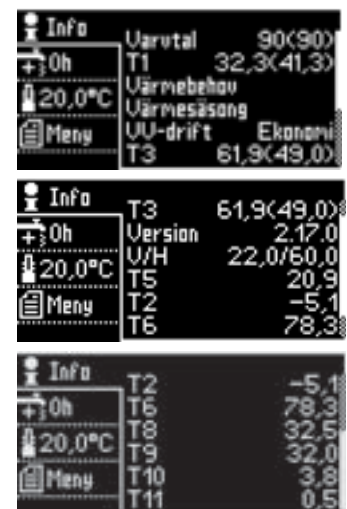 Info
0h
20,0°C
Meny
Varvtal 90(90)
T1 32,3(41,3)
Värmebehov
Värmesäsong
VV-drift Ekonomi
T3 61,9(49,0)
Info
0h
20,0°C
Meny
T3 61,9(49,0)
Version 2.17.0
V/H 22,0/60,0
T5 20,9
T2 -5,1
T6 78,3
Info
0h
20,0°C
Meny
T2 -5,1
T6 78,3
T8 32,5
T9 32,0
T10 3,8
T11 0,5